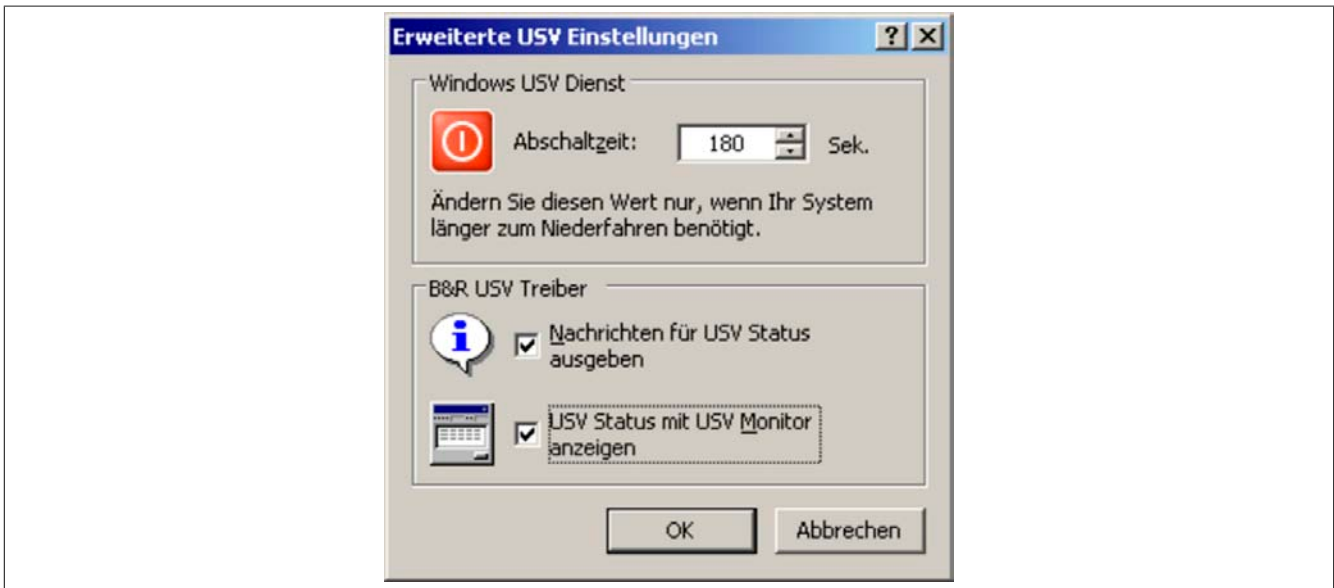 Erweiterte USV Einstellungen
Windows USV Dienst
Abschaltzeit: 180 Sek.
Ändern Sie diesen Wert nur, wenn Ihr System
länger zum Niederfahren benötigt.
B&R USV Treiber
Nachrichten für USV Status
ausgeben
USV Status mit USV Monitor
anzeigen
OK Abbrechen